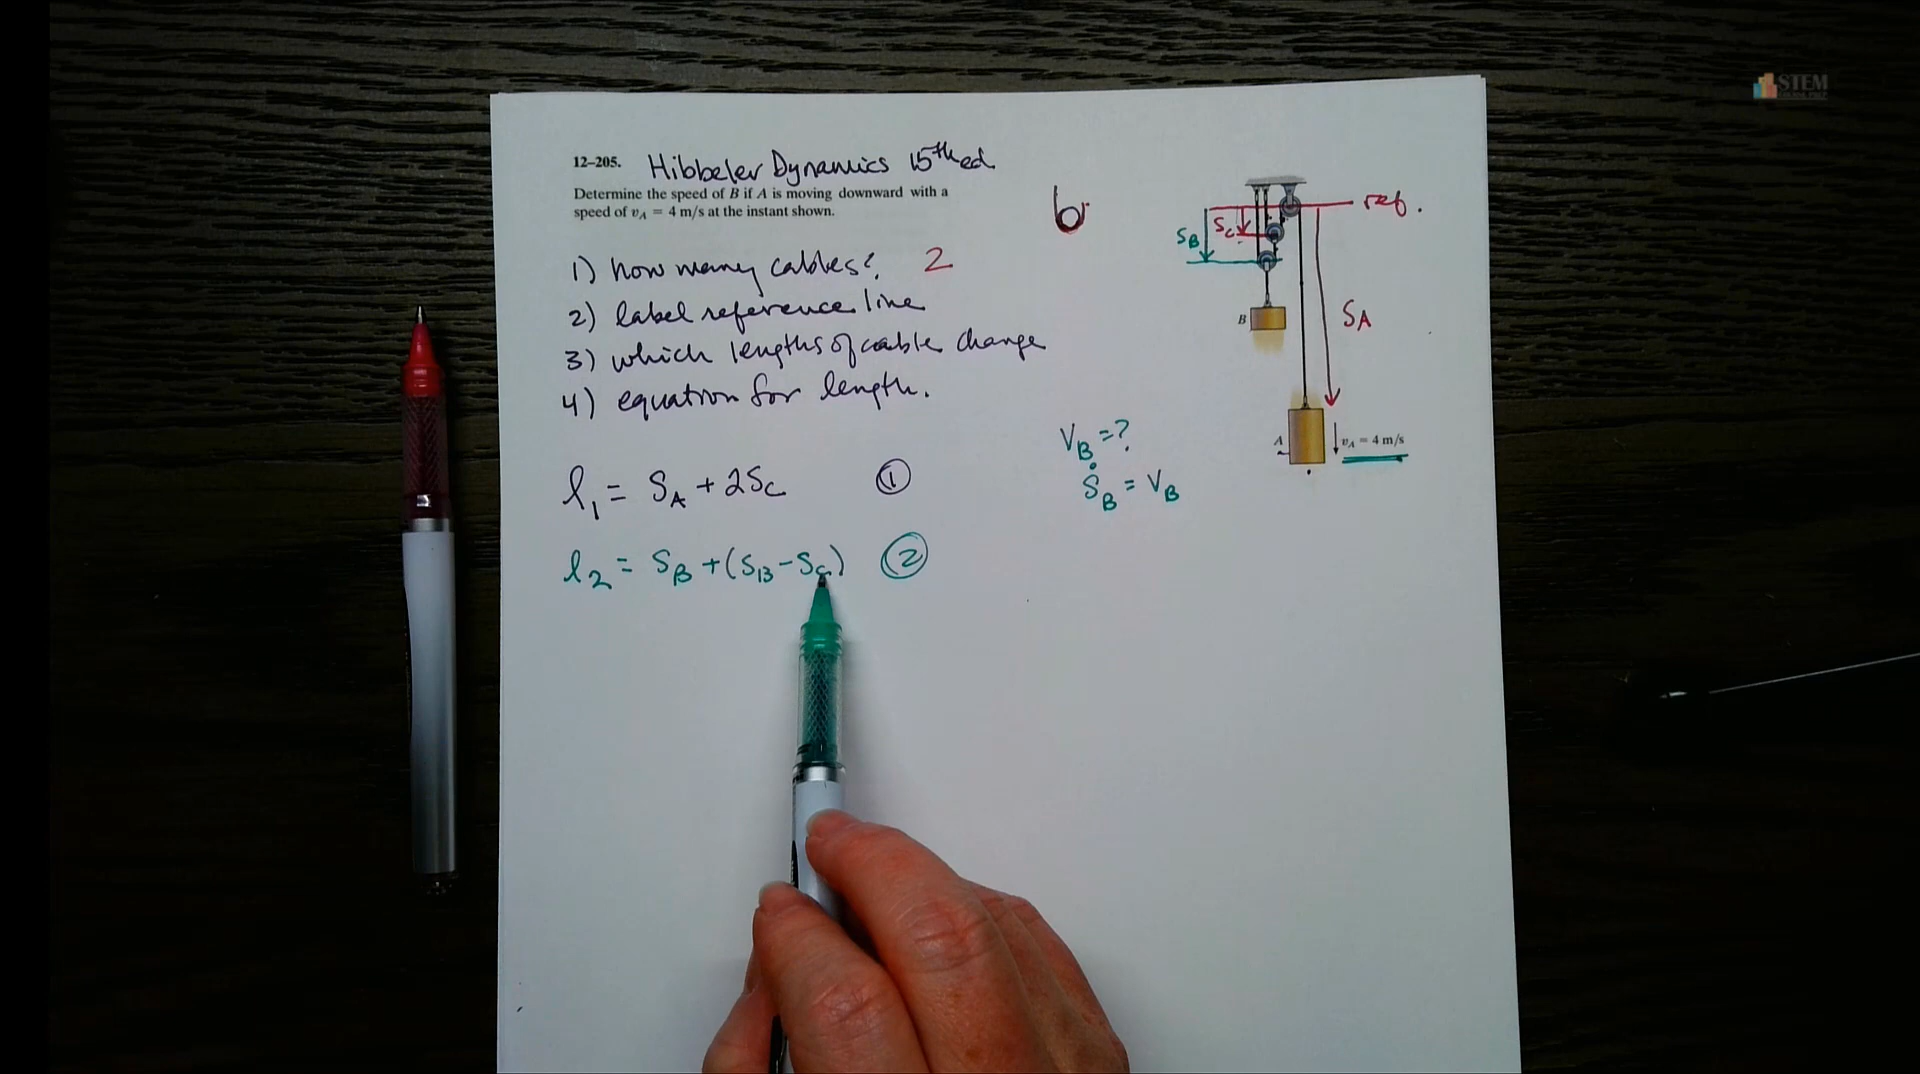 STEM
12–205. Hibbeler Dynamics 15th ed
Determine the speed of B if A is moving downward with a
speed of vA = 4 m/s at the instant shown.
1) how many cables? 2
2) label reference line
3) which lengths of cable change
4) equation for length.
l1 = SA + 2SC ①
l2 = SB + (SB - SC) ②
VB = ?
ṠB = VB
ref.
SB
SC
SA
B
A
vA = 4 m/s